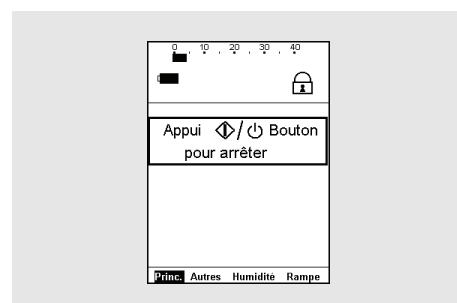 0 . 10 . 20 . 30 . 40
Appui / Bouton
pour arrêter
Princ. Autres Humidité Rampe